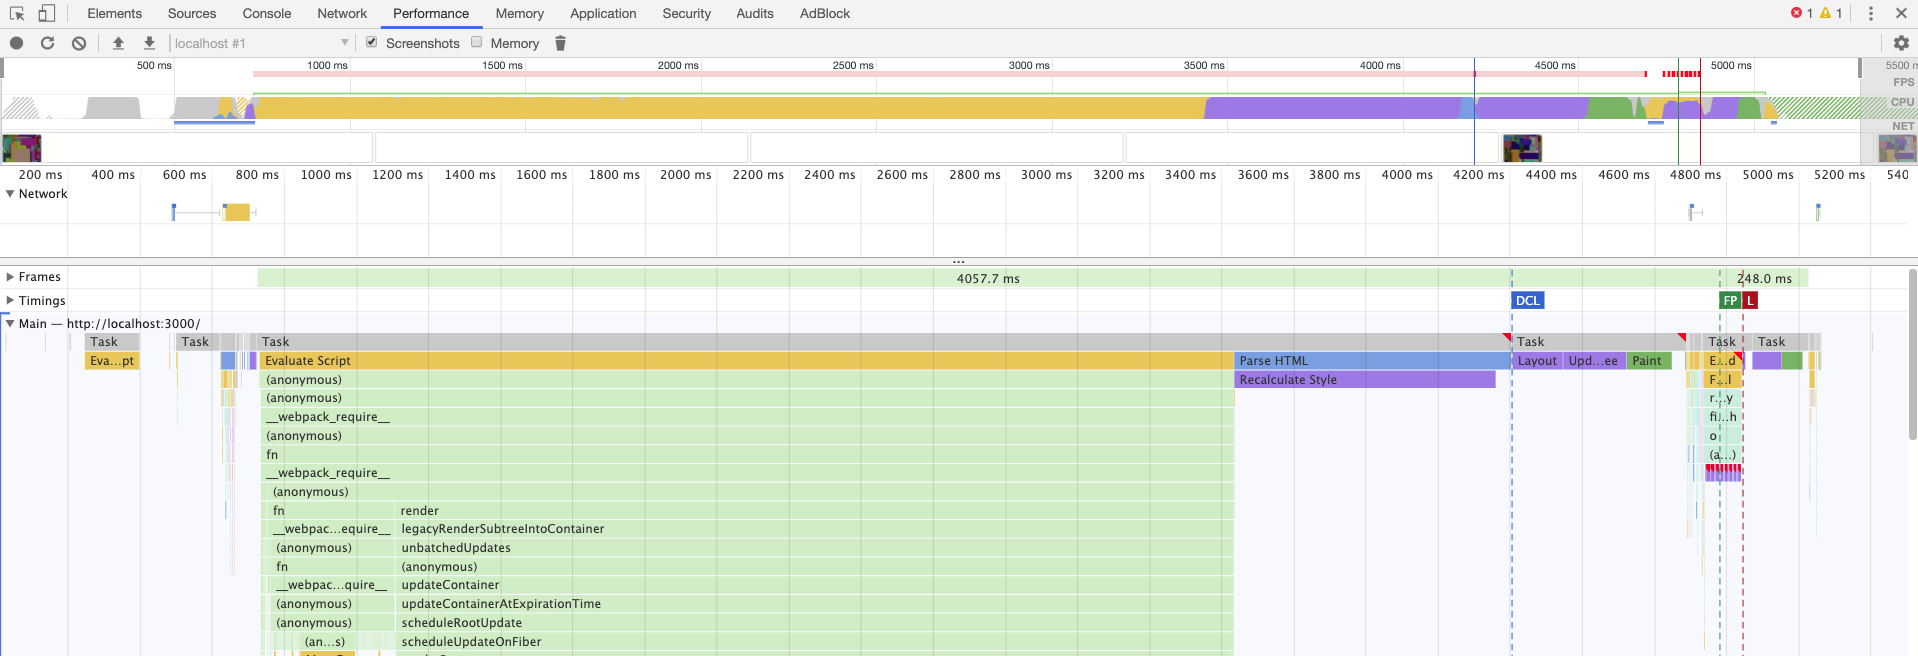 Elements Sources Console Network Performance Memory Application Security Audits AdBlock 1 1
localhost #1 Screenshots Memory
500 ms 1000 ms 1500 ms 2000 ms 2500 ms 3000 ms 3500 ms 4000 ms 4500 ms 5000 ms 5500 m
FPS
CPU
NET
200 ms 400 ms 600 ms 800 ms 1000 ms 1200 ms 1400 ms 1600 ms 1800 ms 2000 ms 2200 ms 2400 ms 2600 ms 2800 ms 3000 ms 3200 ms 3400 ms 3600 ms 3800 ms 4000 ms 4200 ms 4400 ms 4600 ms 4800 ms 5000 ms 5200 ms 540
Network
...
Frames 4057.7 ms 248.0 ms
Timings DCL FP L
Main — http://localhost:3000/
Task Task Task Task Task Task
Eva...pt Evaluate Script Parse HTML Layout Upd...ee Paint E...d
(anonymous) Recalculate Style F...l
(anonymous) r...y
__webpack_require__ fi...h
(anonymous) o
fn (a...)
__webpack_require__
(anonymous)
fn render
__webpac...equire__ legacyRenderSubtreeIntoContainer
(anonymous) unbatchedUpdates
fn (anonymous)
__webpac...quire__ updateContainer
(anonymous) updateContainerAtExpirationTime
(anonymous) scheduleRootUpdate
(an...s) scheduleUpdateOnFiber